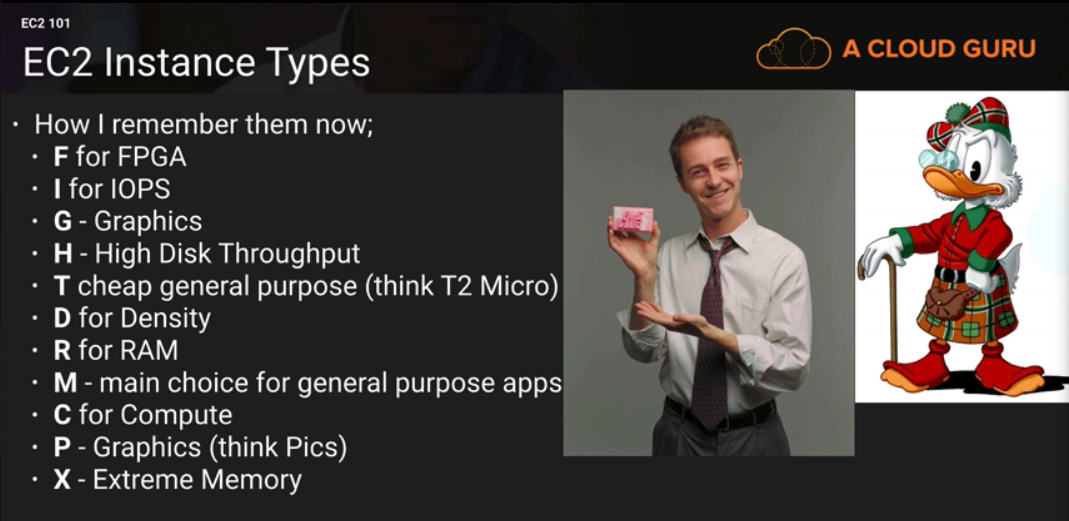 EC2 101
EC2 Instance Types
A CLOUD GURU
· How I remember them now;
· F for FPGA
· I for IOPS
· G - Graphics
· H - High Disk Throughput
· T cheap general purpose (think T2 Micro)
· D for Density
· R for RAM
· M - main choice for general purpose apps
· C for Compute
· P - Graphics (think Pics)
· X - Extreme Memory